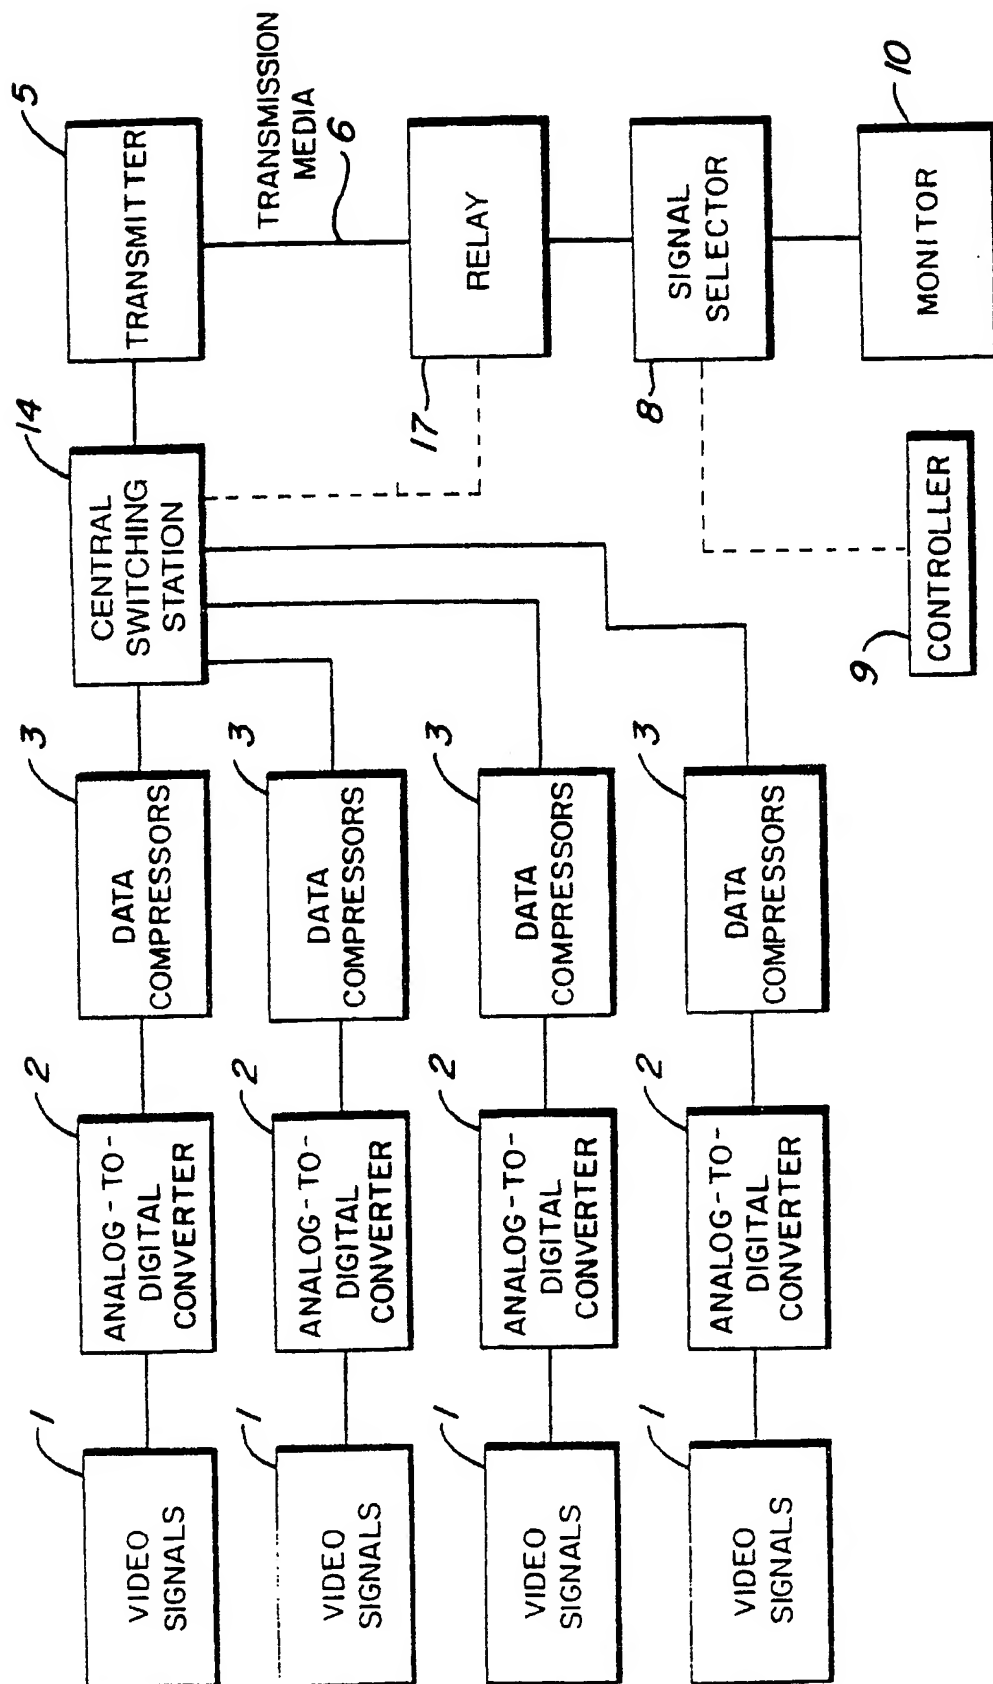 1
VIDEO
SIGNALS
2
ANALOG-TO-
DIGITAL
CONVERTER
3
DATA
COMPRESSORS
14
CENTRAL
SWITCHING
STATION
5
TRANSMITTER
1
VIDEO
SIGNALS
2
ANALOG-TO-
DIGITAL
CONVERTER
3
DATA
COMPRESSORS
TRANSMISSION
MEDIA
6
1
VIDEO
SIGNALS
2
ANALOG-TO-
DIGITAL
CONVERTER
3
DATA
COMPRESSORS
17
RELAY
1
VIDEO
SIGNALS
2
ANALOG-TO-
DIGITAL
CONVERTER
3
DATA
COMPRESSORS
8
SIGNAL
SELECTOR
9
CONTROLLER
10
MONITOR